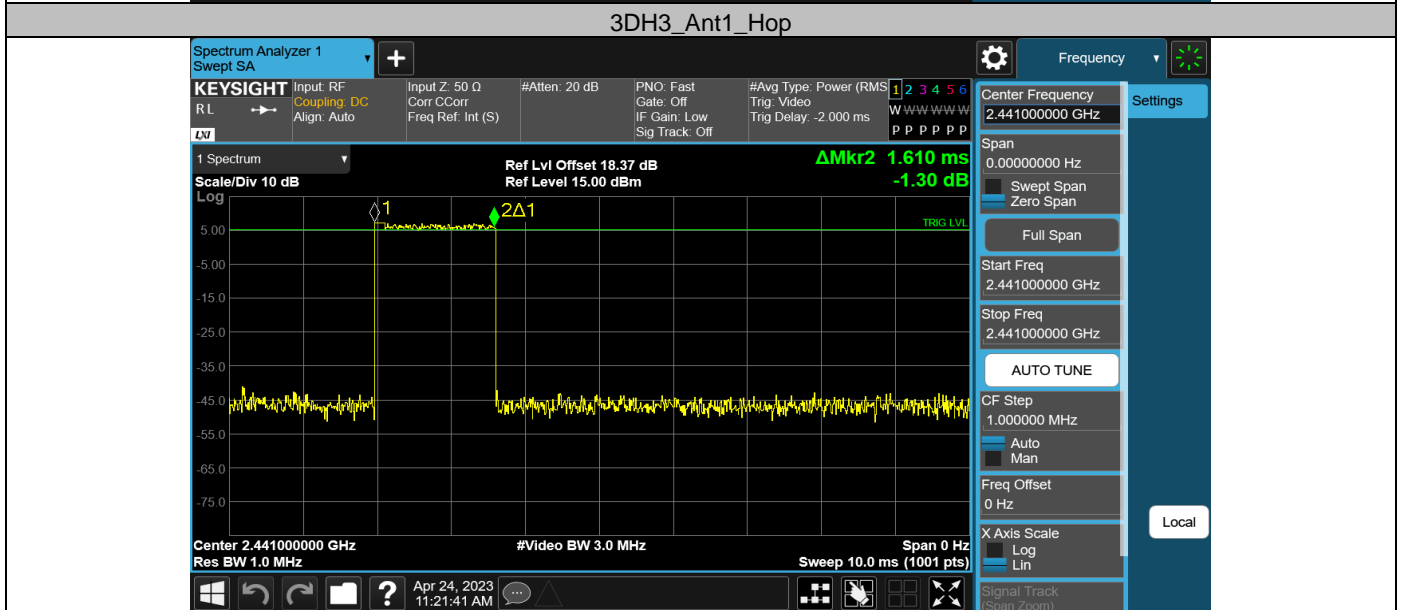 3DH3_Ant1_Hop
Spectrum Analyzer 1
Swept SA
Frequency
KEYSIGHT
RL
LXI
Input: RF
Coupling: DC
Align: Auto
Input Z: 50 Ω
Corr CCorr
Freq Ref: Int (S)
#Atten: 20 dB
PNO: Fast
Gate: Off
IF Gain: Low
Sig Track: Off
#Avg Type: Power (RMS
Trig: Video
Trig Delay: -2.000 ms
1 2 3 4 5 6
W W W W W W
P P P P P P
Center Frequency
2.441000000 GHz
Settings
Span
0.00000000 Hz
Swept Span
Zero Span
Full Span
Start Freq
2.441000000 GHz
Stop Freq
2.441000000 GHz
AUTO TUNE
CF Step
1.000000 MHz
Auto
Man
Freq Offset
0 Hz
X Axis Scale
Log
Lin
Signal Track
(Span Zoom)
Local
1 Spectrum
Scale/Div 10 dB
Log
Ref Lvl Offset 18.37 dB
Ref Level 15.00 dBm
ΔMkr2 1.610 ms
-1.30 dB
1
2Δ1
TRIG LVL
5.00
-5.00
-15.0
-25.0
-35.0
-45.0
-55.0
-65.0
-75.0
Center 2.441000000 GHz
Res BW 1.0 MHz
#Video BW 3.0 MHz
Span 0 Hz
Sweep 10.0 ms (1001 pts)
?
Apr 24, 2023
11:21:41 AM